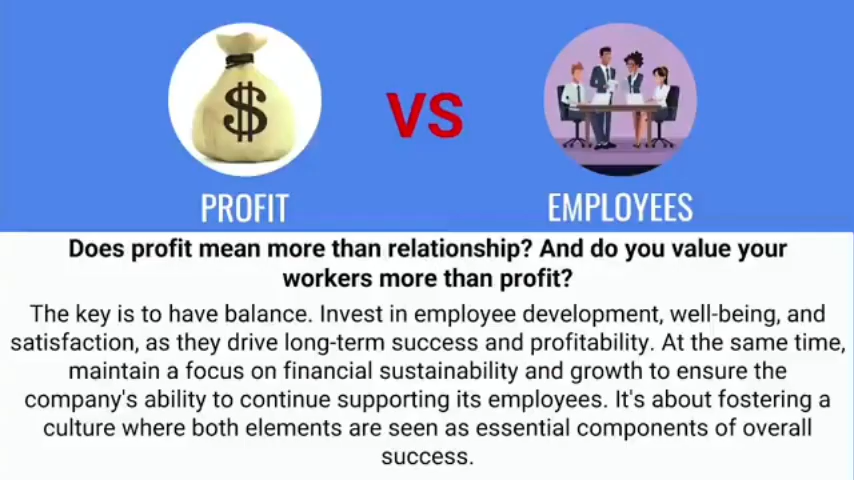 $
VS
PROFIT
EMPLOYEES
Does profit mean more than relationship? And do you value your
workers more than profit?
The key is to have balance. Invest in employee development, well-being, and
satisfaction, as they drive long-term success and profitability. At the same time,
maintain a focus on financial sustainability and growth to ensure the
company's ability to continue supporting its employees. It's about fostering a
culture where both elements are seen as essential components of overall
success.